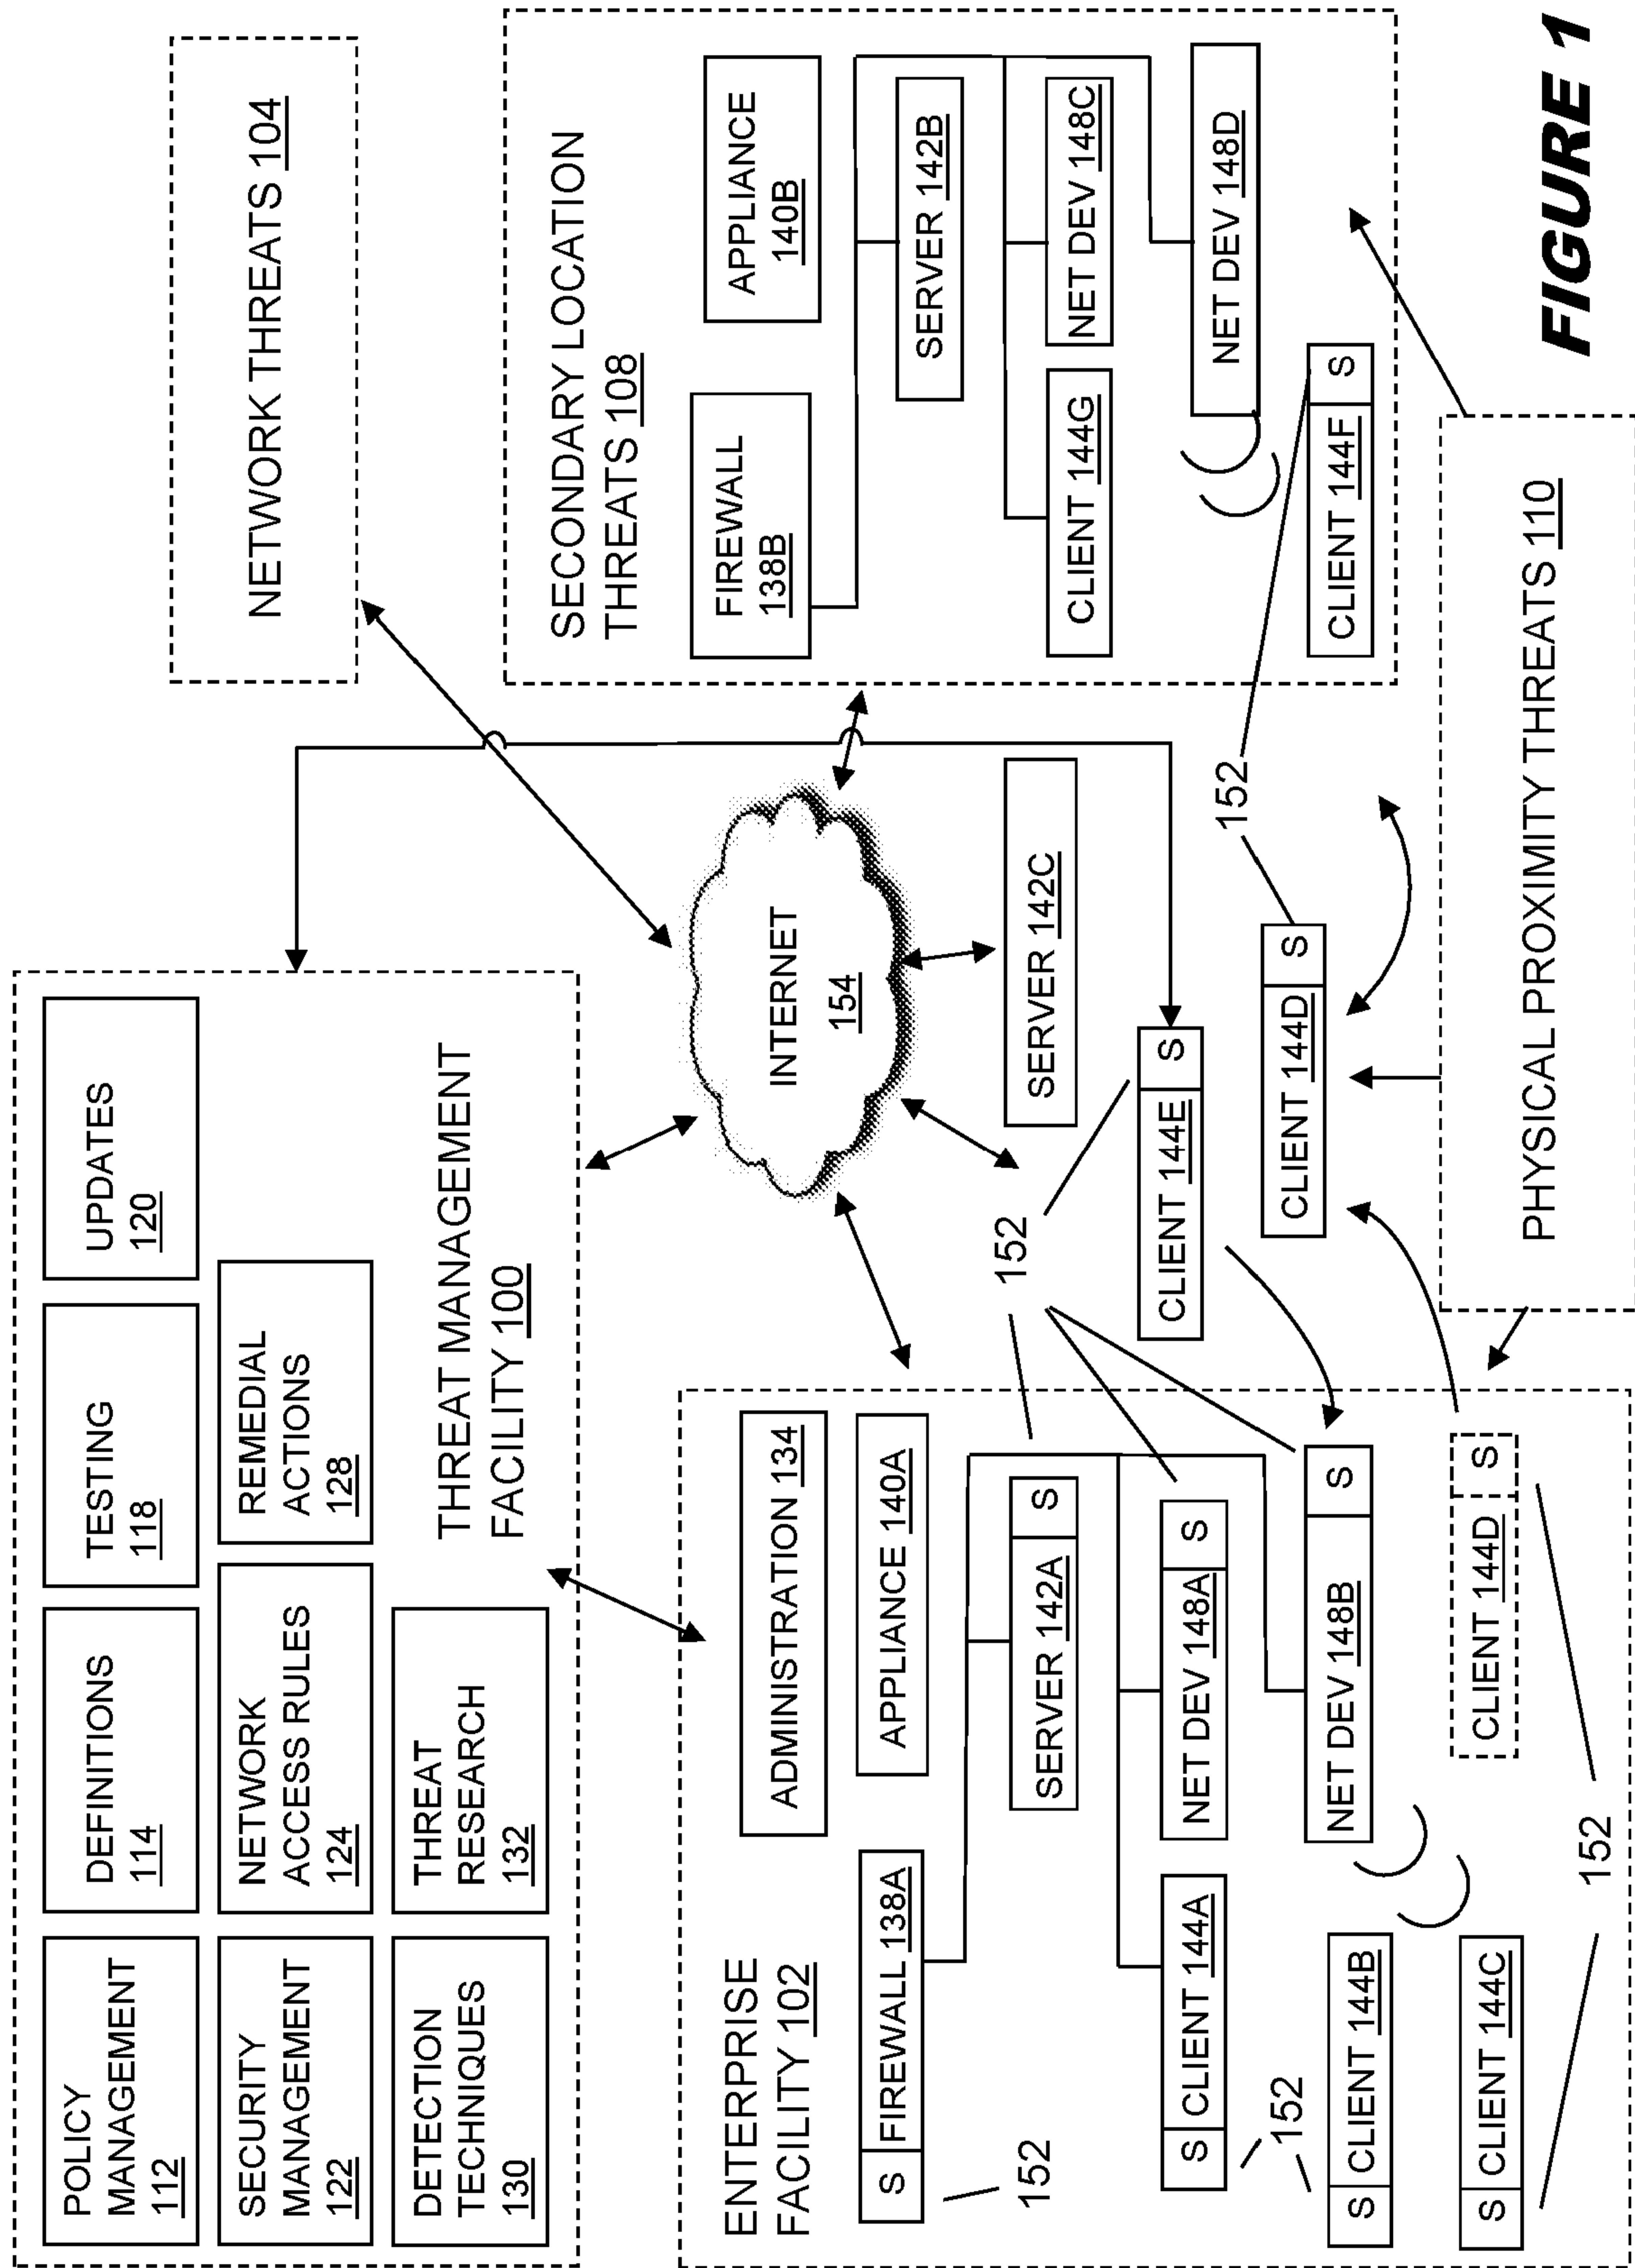 POLICY
MANAGEMENT
112
DEFINITIONS
114
TESTING
118
UPDATES
120
SECURITY
MANAGEMENT
122
NETWORK
ACCESS RULES
124
REMEDIAL
ACTIONS
128
DETECTION
TECHNIQUES
130
THREAT
RESEARCH
132
THREAT MANAGEMENT
FACILITY 100
NETWORK THREATS 104
INTERNET
154
SERVER 142C
ENTERPRISE
FACILITY 102
ADMINISTRATION 134
S FIREWALL 138A
APPLIANCE 140A
152
SERVER 142A S
152
S CLIENT 144A
NET DEV 148A S
152
S CLIENT 144B
NET DEV 148B S
S CLIENT 144C
CLIENT 144D S
152
CLIENT 144E S
CLIENT 144D S
152
SECONDARY LOCATION
THREATS 108
FIREWALL
138B
APPLIANCE
140B
SERVER 142B
CLIENT 144G
NET DEV 148C
NET DEV 148D
CLIENT 144F S
PHYSICAL PROXIMITY THREATS 110
FIGURE 1